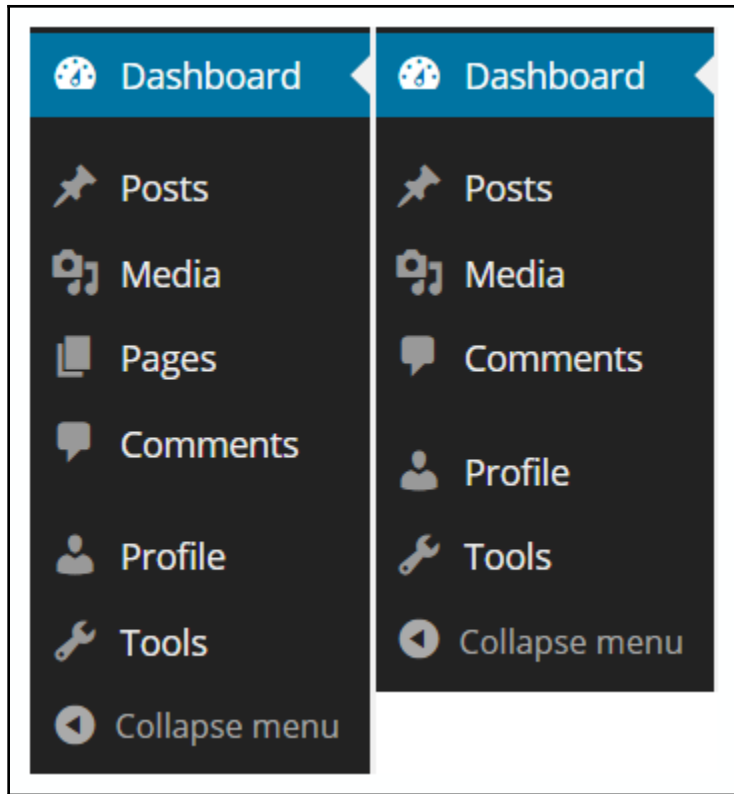 Dashboard
Posts
Media
Pages
Comments
Profile
Tools
Collapse menu
Dashboard
Posts
Media
Comments
Profile
Tools
Collapse menu